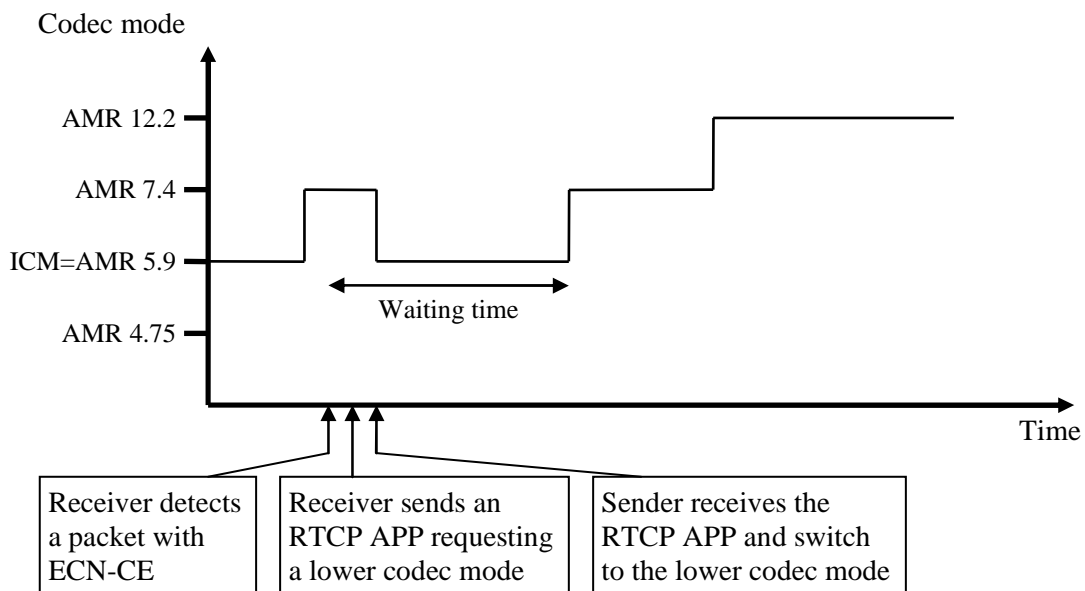 Codec mode
AMR 12.2
AMR 7.4
ICM=AMR 5.9
Waiting time
AMR 4.75
Time
Receiver detects
a packet with
ECN-CE
Receiver sends an
RTCP APP requesting
a lower codec mode
Sender receives the
RTCP APP and switch
to the lower codec mode